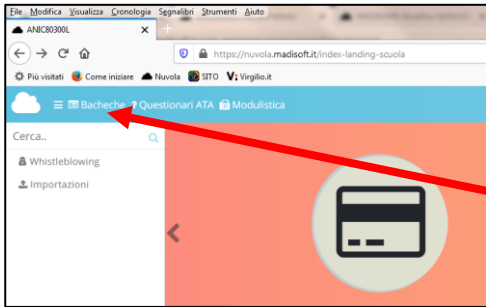 File Modifica Visualizza Cronologia Segnalibri Strumenti Aiuto
ANIC80300L
https://nuvola.madisoft.it/index-landing-scuola
Più visitati Come iniziare Nuvola SITO Virgilio.it
Bacheche ? Questionari ATA Modulistica
Cerca..
Whistleblowing
Importazioni